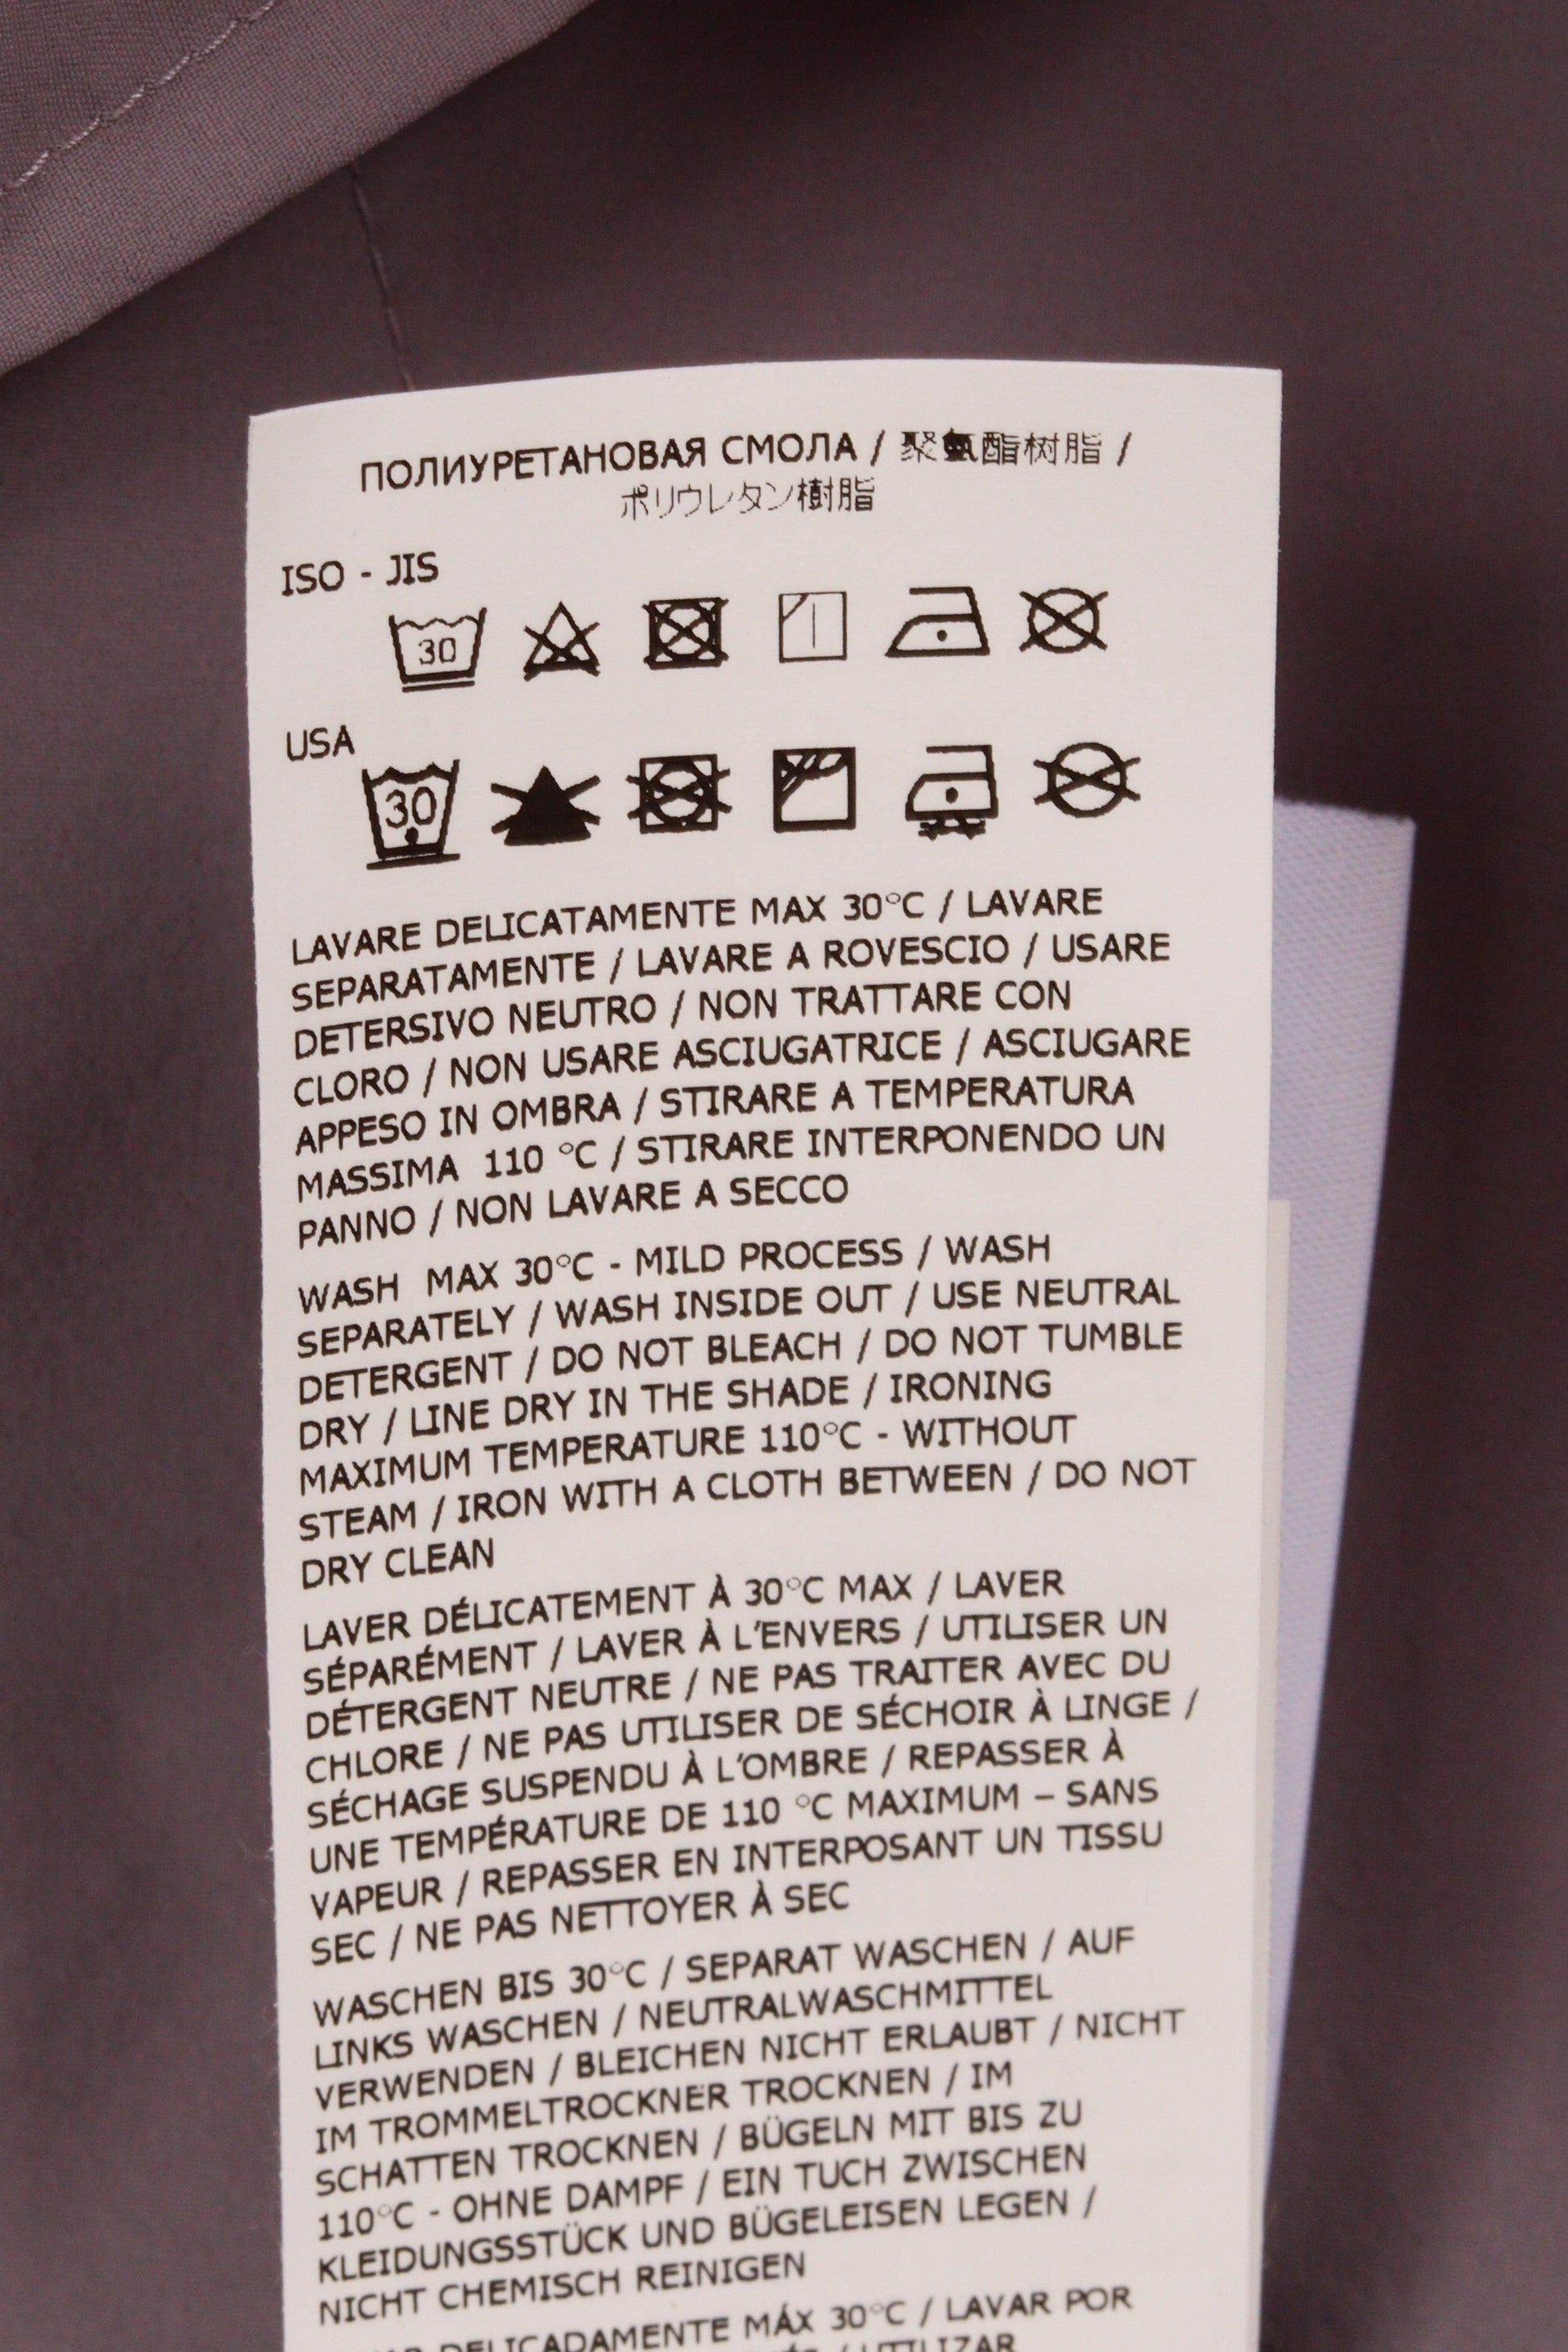 ПОЛИУРЕТАНОВАЯ СМОЛА / 聚氨酯树脂 /
ポリウレタン樹脂
ISO - JIS
30
USA
30
LAVARE DELICATAMENTE MAX 30°C / LAVARE
SEPARATAMENTE / LAVARE A ROVESCIO / USARE
DETERSIVO NEUTRO / NON TRATTARE CON
CLORO / NON USARE ASCIUGATRICE / ASCIUGARE
APPESO IN OMBRA / STIRARE A TEMPERATURA
MASSIMA 110 °C / STIRARE INTERPONENDO UN
PANNO / NON LAVARE A SECCO
WASH MAX 30°C - MILD PROCESS / WASH
SEPARATELY / WASH INSIDE OUT / USE NEUTRAL
DETERGENT / DO NOT BLEACH / DO NOT TUMBLE
DRY / LINE DRY IN THE SHADE / IRONING
MAXIMUM TEMPERATURE 110°C - WITHOUT
STEAM / IRON WITH A CLOTH BETWEEN / DO NOT
DRY CLEAN
LAVER DÉLICATEMENT À 30°C MAX / LAVER
SÉPARÉMENT / LAVER À L'ENVERS / UTILISER UN
DÉTERGENT NEUTRE / NE PAS TRAITER AVEC DU
CHLORE / NE PAS UTILISER DE SÉCHOIR À LINGE /
SÉCHAGE SUSPENDU À L'OMBRE / REPASSER À
UNE TEMPÉRATURE DE 110 °C MAXIMUM – SANS
VAPEUR / REPASSER EN INTERPOSANT UN TISSU
SEC / NE PAS NETTOYER À SEC
WASCHEN BIS 30°C / SEPARAT WASCHEN / AUF
LINKS WASCHEN / NEUTRALWASCHMITTEL
VERWENDEN / BLEICHEN NICHT ERLAUBT / NICHT
IM TROMMELTROCKNER TROCKNEN / IM
SCHATTEN TROCKNEN / BÜGELN MIT BIS ZU
110°C - OHNE DAMPF / EIN TUCH ZWISCHEN
KLEIDUNGSSTÜCK UND BÜGELEISEN LEGEN /
NICHT CHEMISCH REINIGEN
DELICADAMENTE MÁX 30°C / LAVAR POR
/ UTILIZAR